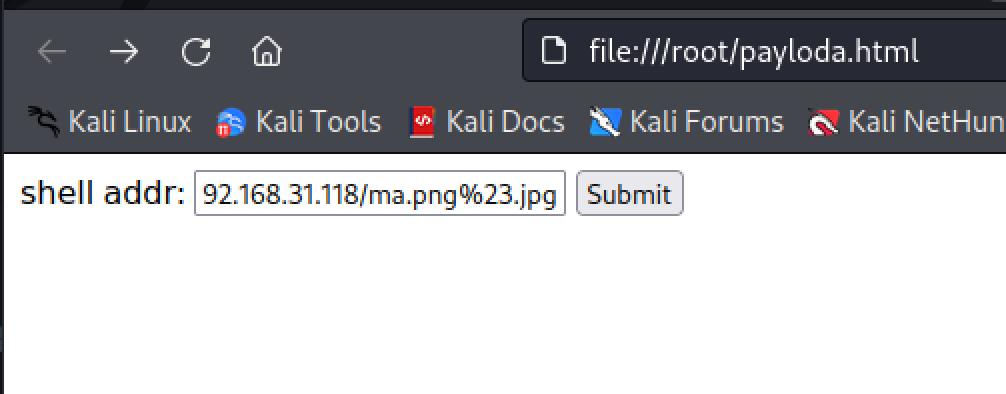 file:///root/payloda.html
Kali Linux Kali Tools Kali Docs Kali Forums Kali NetHun
shell addr: 92.168.31.118/ma.png%23.jpg Submit